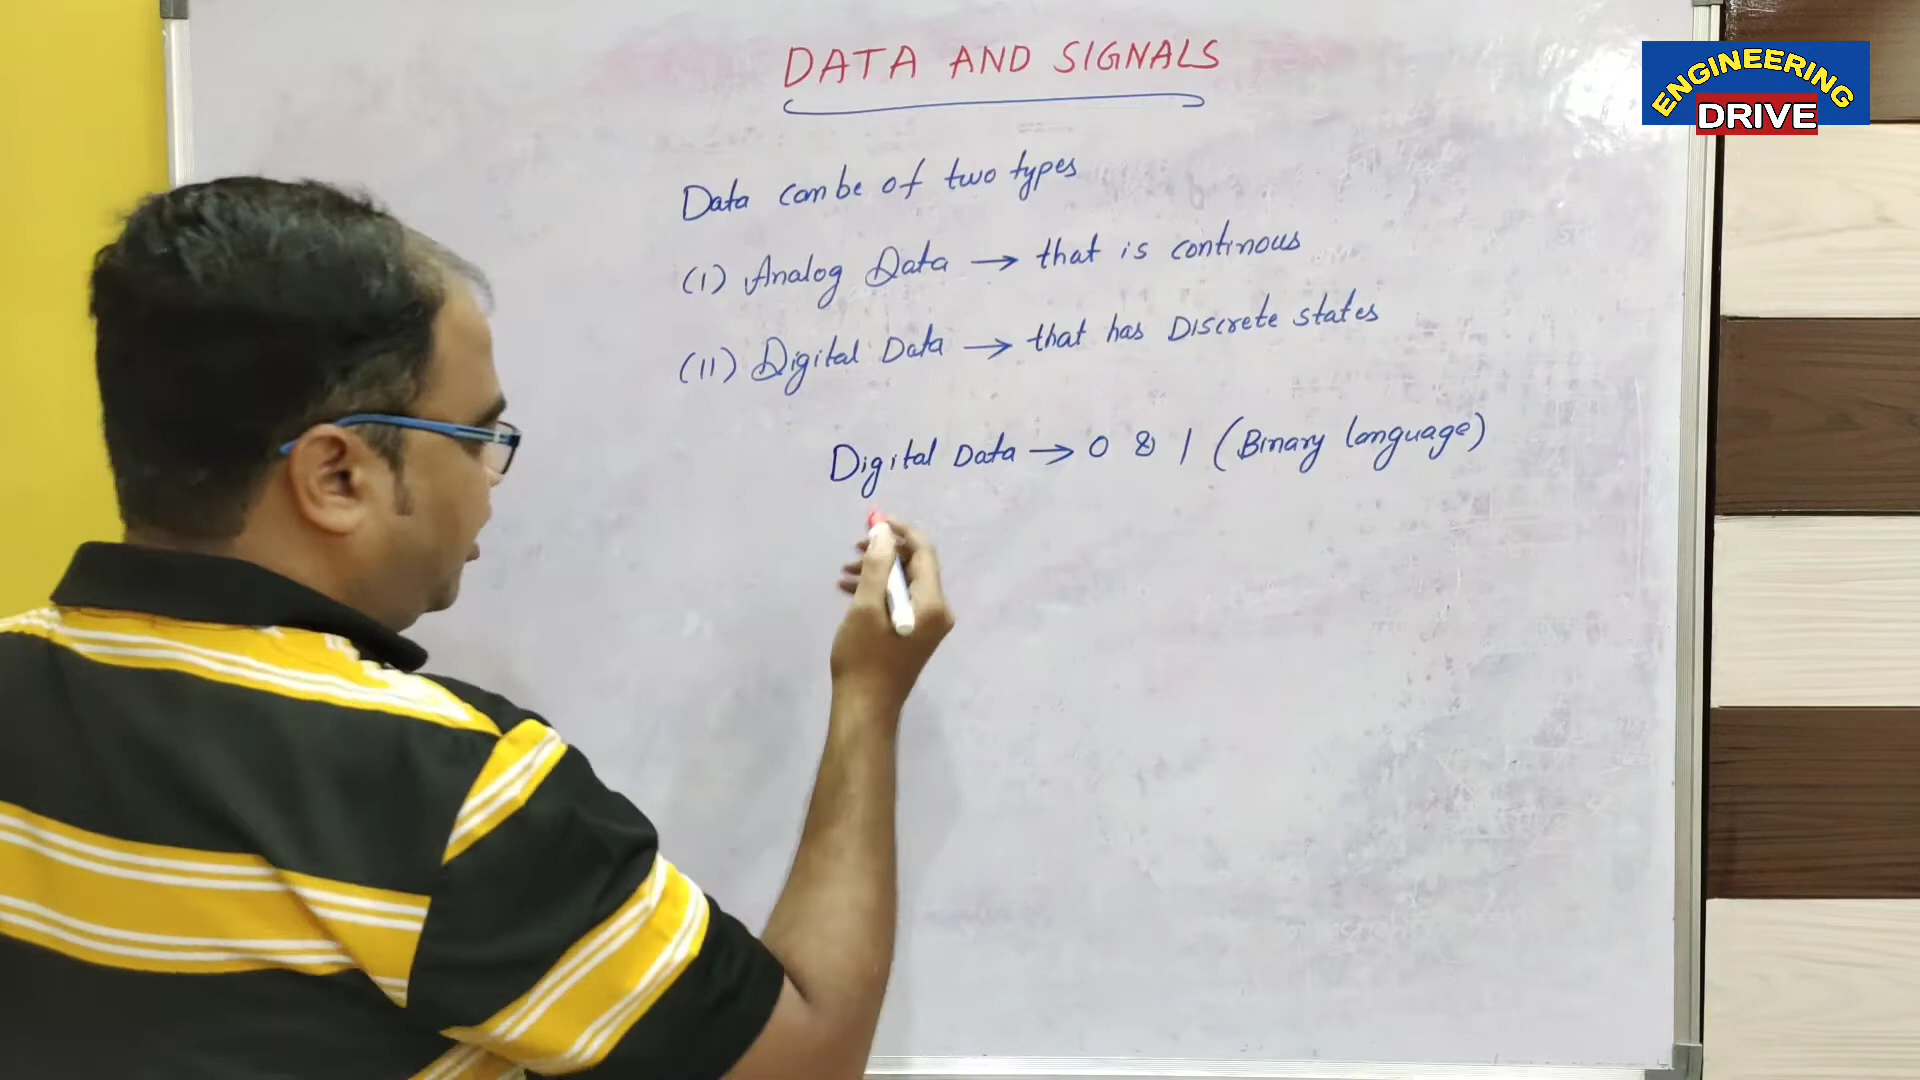 DATA AND SIGNALS
ENGINEERING
DRIVE
Data can be of two types
(I) Analog Data → that is continous
(II) Digital Data → that has Discrete states
Digital Data → 0 & 1 (Binary language)